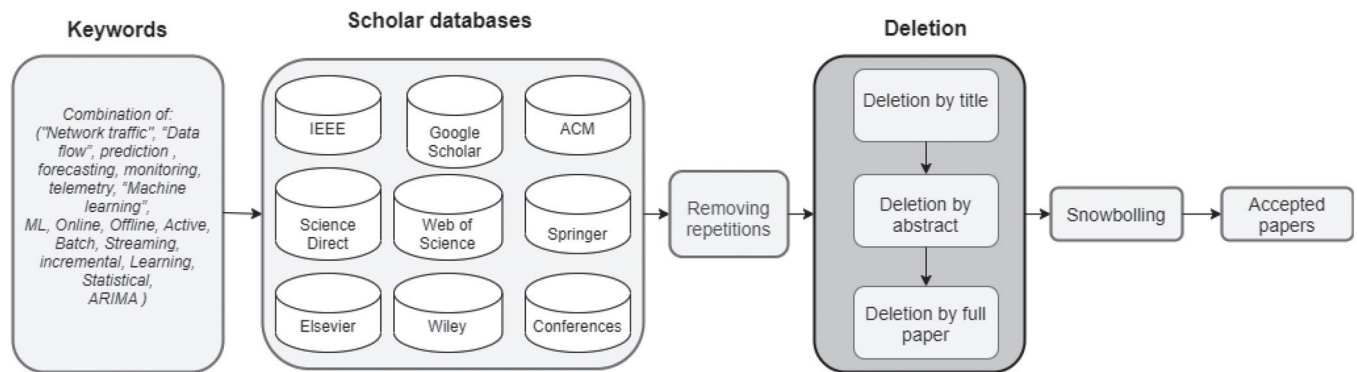 Keywords
Combination of:
("Network traffic", "Data
flow", prediction ,
forecasting, monitoring,
telemetry, "Machine
learning",
ML, Online, Offline, Active,
Batch, Streaming,
incremental, Learning,
Statistical,
ARIMA )
Scholar databases
IEEE
Google
Scholar
ACM
Science
Direct
Web of
Science
Springer
Elsevier
Wiley
Conferences
Removing
repetitions
Deletion
Deletion by title
Deletion by
abstract
Deletion by full
paper
Snowbolling
Accepted
papers